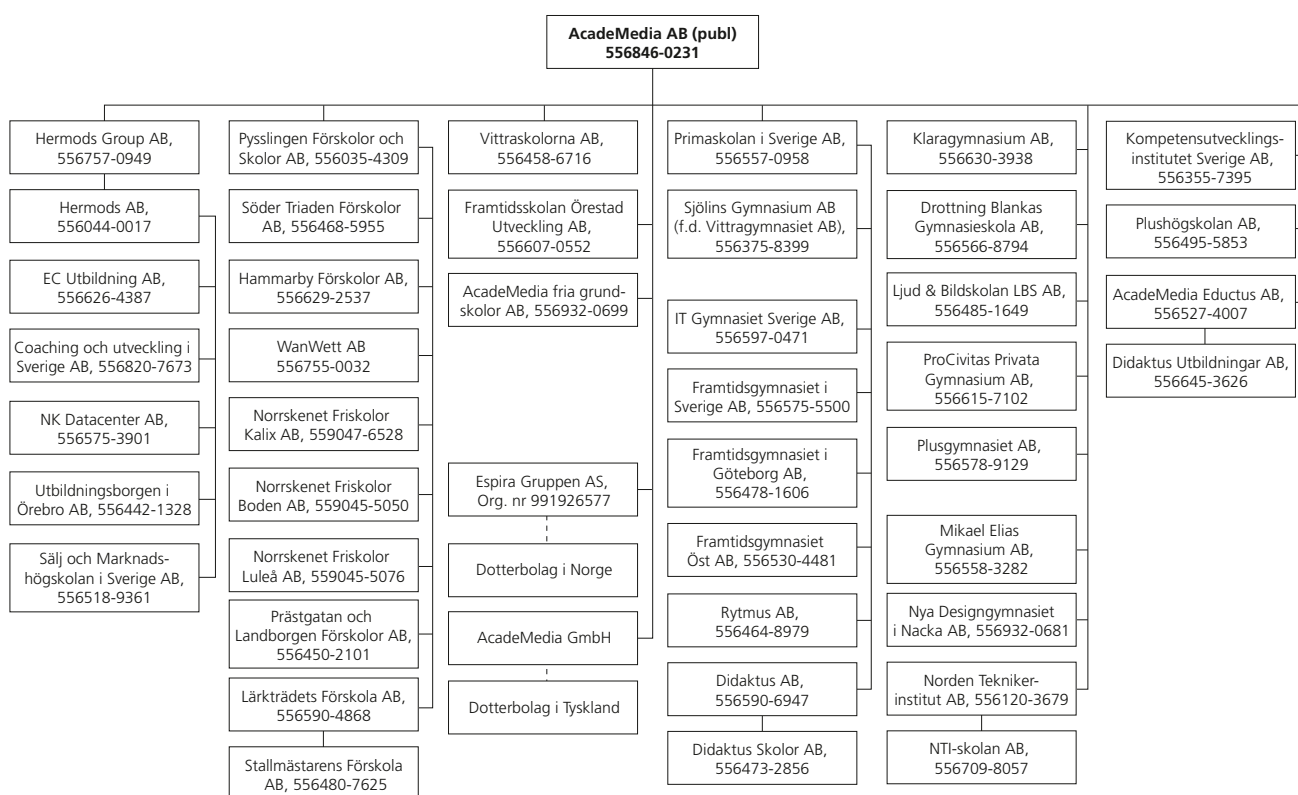 AcadeMedia AB (publ)
556846-0231
Hermods Group AB,
556757-0949
Hermods AB,
556044-0017
EC Utbildning AB,
556626-4387
Coaching och utveckling i
Sverige AB, 556820-7673
NK Datacenter AB,
556575-3901
Utbildningsborgen i
Örebro AB, 556442-1328
Sälj och Marknads-
högskolan i Sverige AB,
556518-9361
Pysslingen Förskolor och
Skolor AB, 556035-4309
Söder Triaden Förskolor
AB, 556468-5955
Hammarby Förskolor AB,
556629-2537
WanWett AB
556755-0032
Norrskenet Friskolor
Kalix AB, 559047-6528
Norrskenet Friskolor
Boden AB, 559045-5050
Norrskenet Friskolor
Luleå AB, 559045-5076
Prästgatan och
Landborgen Förskolor AB,
556450-2101
Lärkträdets Förskola AB,
556590-4868
Stallmästarens Förskola
AB, 556480-7625
Vittraskolorna AB,
556458-6716
Framtidsskolan Örestad
Utveckling AB,
556607-0552
AcadeMedia fria grund-
skolor AB, 556932-0699
Espira Gruppen AS,
Org. nr 991926577
Dotterbolag i Norge
AcadeMedia GmbH
Dotterbolag i Tyskland
Primaskolan i Sverige AB,
556557-0958
Sjölins Gymnasium AB
(f.d. Vittragymnasiet AB),
556375-8399
IT Gymnasiet Sverige AB,
556597-0471
Framtidsgymnasiet i
Sverige AB, 556575-5500
Framtidsgymnasiet i
Göteborg AB,
556478-1606
Framtidsgymnasiet
Öst AB, 556530-4481
Rytmus AB,
556464-8979
Didaktus AB,
556590-6947
Didaktus Skolor AB,
556473-2856
Klaragymnasium AB,
556630-3938
Drottning Blankas
Gymnasieskola AB,
556566-8794
Ljud & Bildskolan LBS AB,
556485-1649
ProCivitas Privata
Gymnasium AB,
556615-7102
Plusgymnasiet AB,
556578-9129
Mikael Elias
Gymnasium AB,
556558-3282
Nya Designgymnasiet
i Nacka AB, 556932-0681
Norden Tekniker-
institut AB, 556120-3679
NTI-skolan AB,
556709-8057
Kompetensutvecklings-
institutet Sverige AB,
556355-7395
Plushögskolan AB,
556495-5853
AcadeMedia Eductus AB,
556527-4007
Didaktus Utbildningar AB,
556645-3626